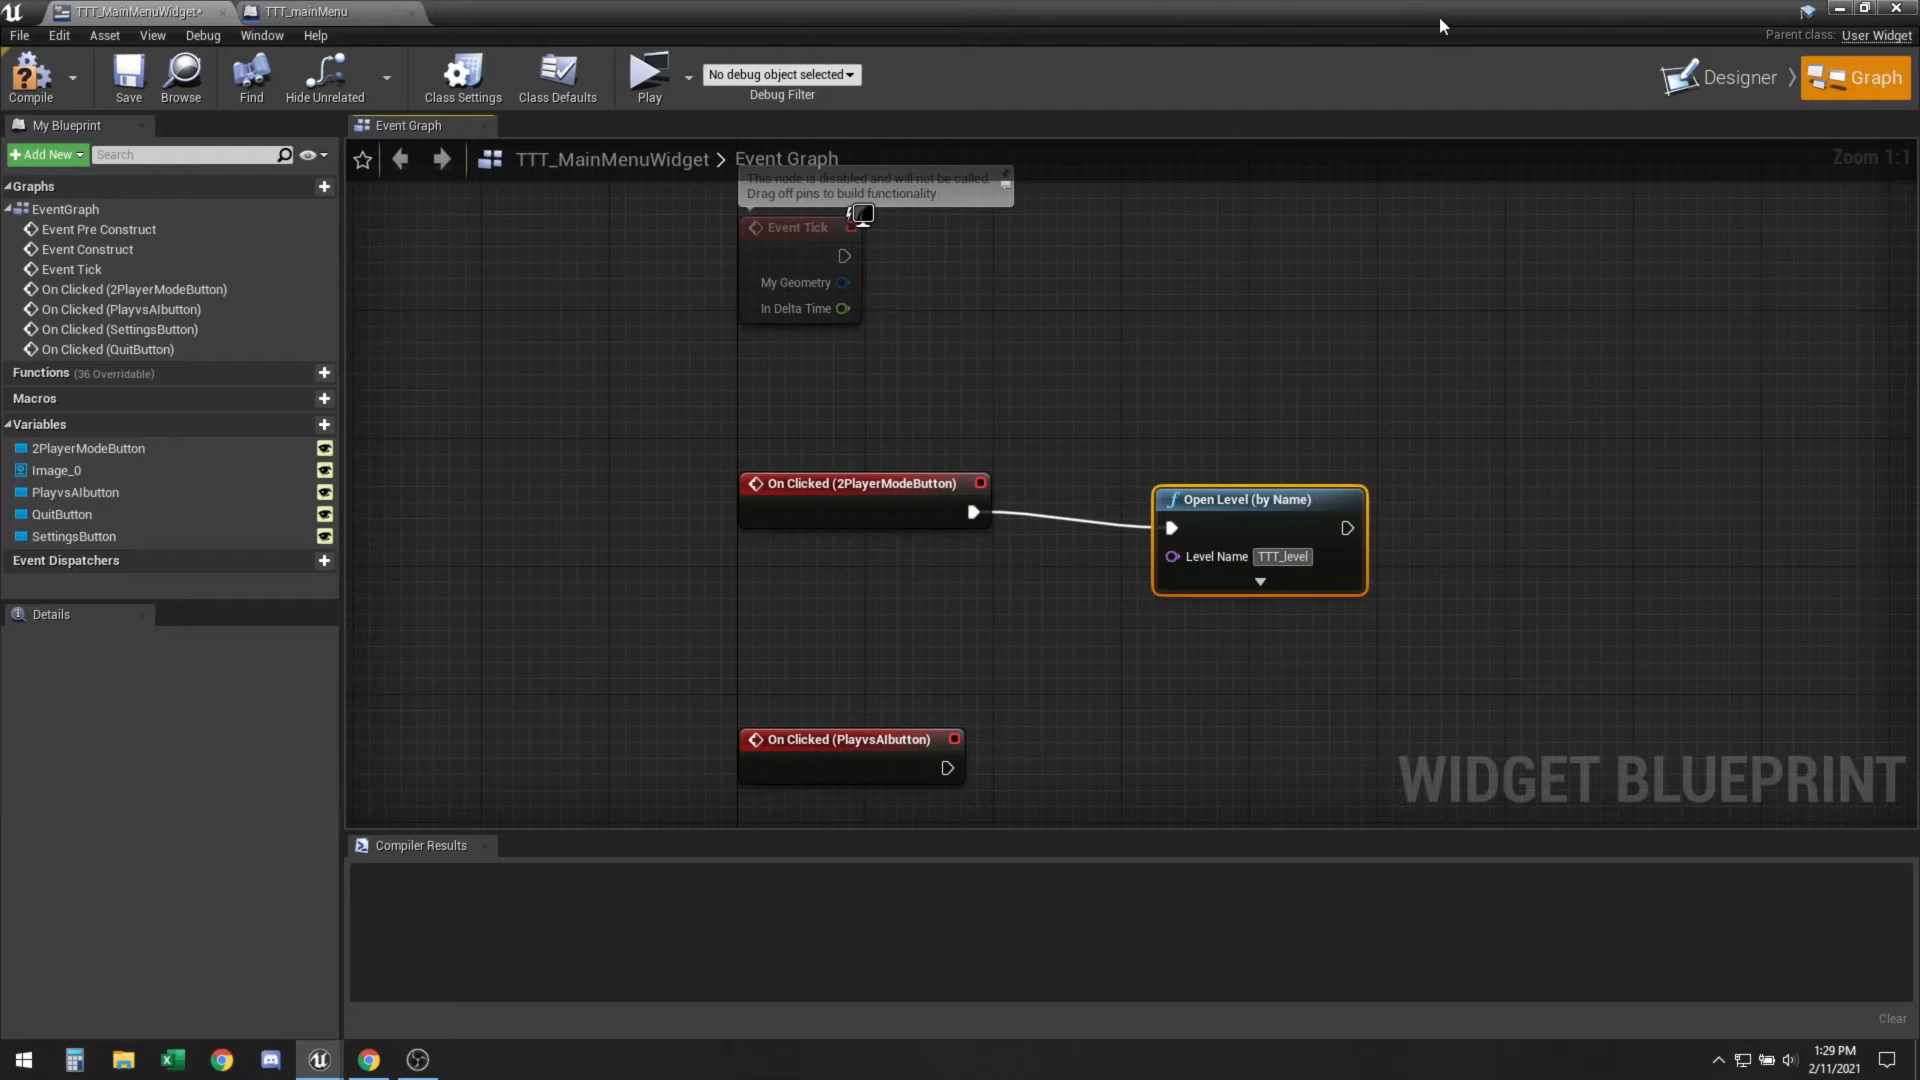 TTT_MainMenuWidget*
TTT_mainMenu
File Edit Asset View Debug Window Help
Parent class: User Widget
Compile
Save
Browse
Find
Hide Unrelated
Class Settings
Class Defaults
Play
No debug object selected
Debug Filter
Designer
Graph
My Blueprint
Add New
Search
Graphs
EventGraph
Event Pre Construct
Event Construct
Event Tick
On Clicked (2PlayerModeButton)
On Clicked (PlayvsAIbutton)
On Clicked (SettingsButton)
On Clicked (QuitButton)
Functions (36 Overridable)
Macros
Variables
2PlayerModeButton
Image_0
PlayvsAIbutton
QuitButton
SettingsButton
Event Dispatchers
Details
Event Graph
TTT_MainMenuWidget > Event Graph
Zoom 1:1
This node is disabled and will not be called.
Drag off pins to build functionality.
Event Tick
My Geometry
In Delta Time
On Clicked (2PlayerModeButton)
f Open Level (by Name)
Level Name TTT_level
On Clicked (PlayvsAIbutton)
WIDGET BLUEPRINT
Compiler Results
Clear
1:29 PM
2/11/2021